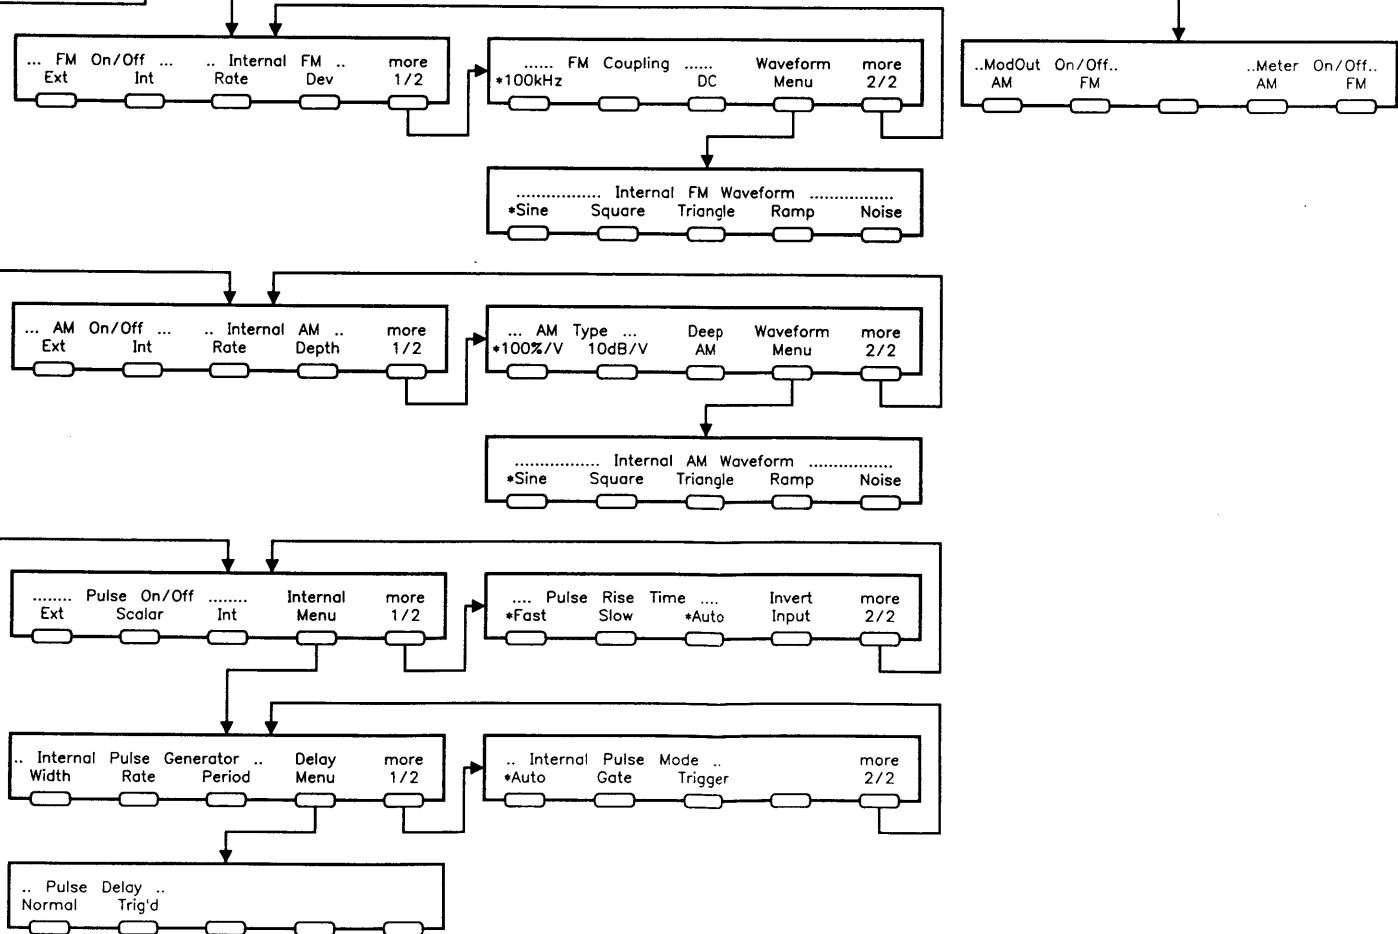 ... FM On/Off ... .. Internal FM .. more
Ext Int Rate Dev 1/2
...... FM Coupling ...... Waveform more
*100kHz DC Menu 2/2
..ModOut On/Off.. ..Meter On/Off..
AM FM AM FM
................. Internal FM Waveform .................
*Sine Square Triangle Ramp Noise
... AM On/Off ... .. Internal AM .. more
Ext Int Rate Depth 1/2
... AM Type ... Deep Waveform more
*100%/V 10dB/V AM Menu 2/2
................. Internal AM Waveform .................
*Sine Square Triangle Ramp Noise
........ Pulse On/Off ........ Internal more
Ext Scalar Int Menu 1/2
.... Pulse Rise Time .... Invert more
*Fast Slow *Auto Input 2/2
.. Internal Pulse Generator .. Delay more
Width Rate Period Menu 1/2
.. Internal Pulse Mode .. more
*Auto Gate Trigger 2/2
.. Pulse Delay ..
Normal Trig'd